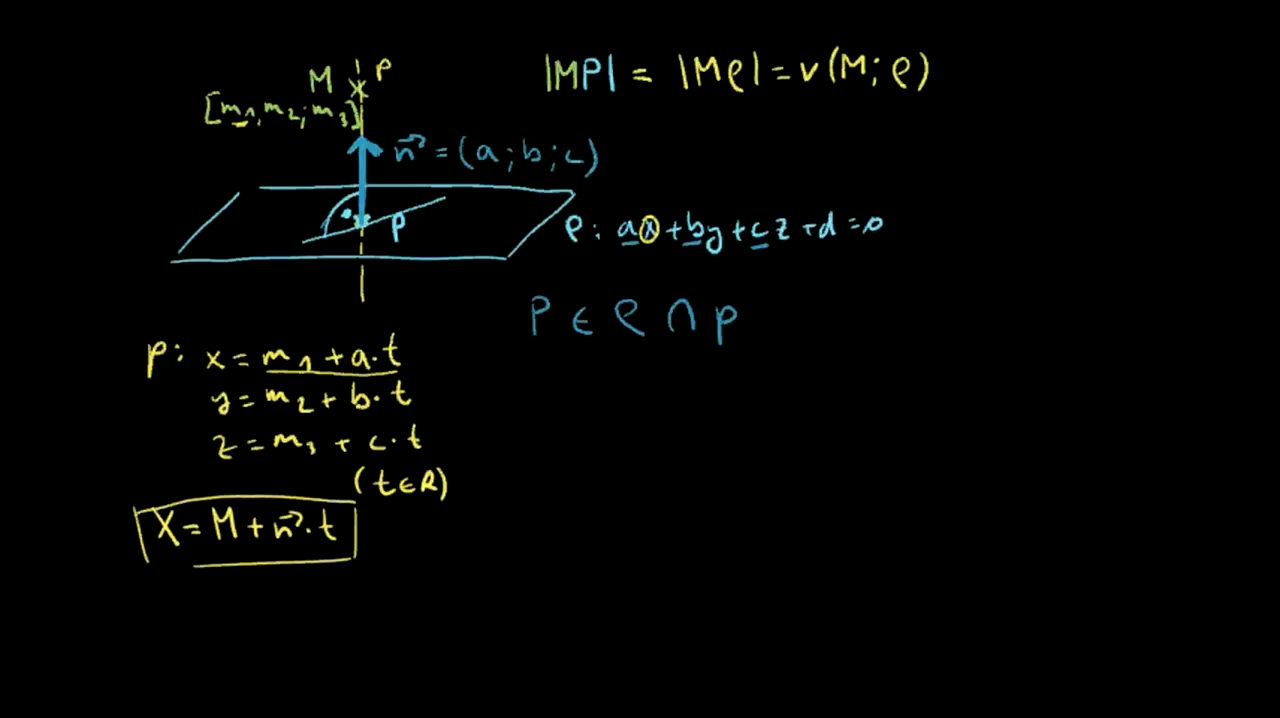 M p |MP| = |Mρ| = v(M; ρ)
[m₁, m₂; m₃]
n⃗ = (a; b; c)
P ρ: ax + by + cz + d = 0
P ∈ ρ ∩ p
p: x = m₁ + a·t
y = m₂ + b·t
z = m₃ + c·t
(t ∈ R)
X = M + n⃗·t